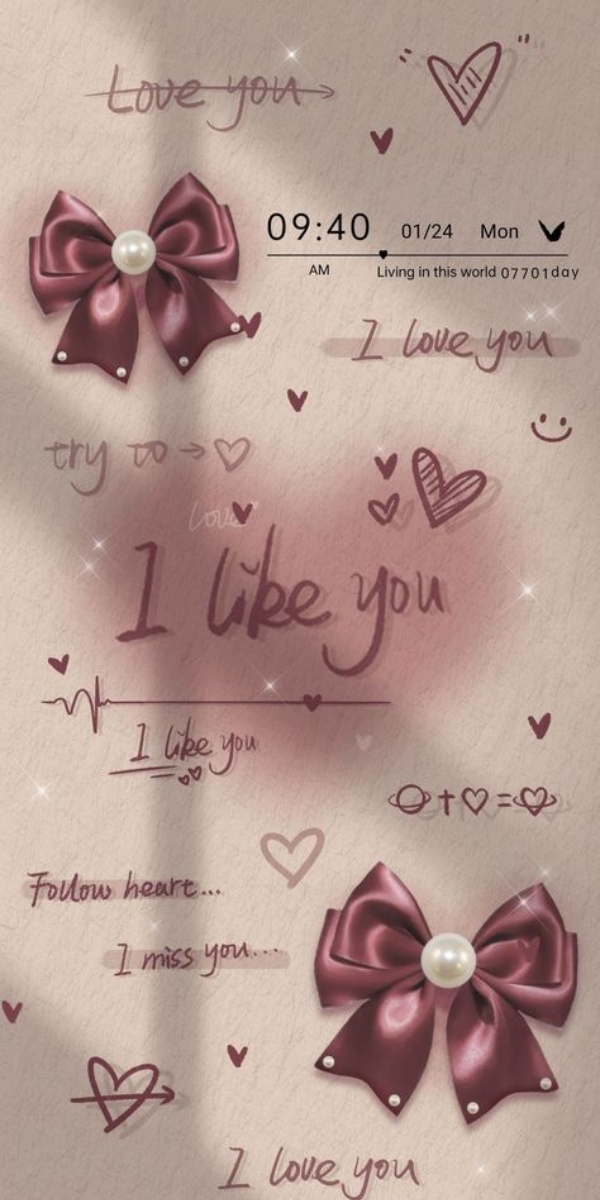 Love you
09:40 01/24 Mon
AM Living in this world 07701day
I love you
try to →♡
Love
I like you
I like you
Follow heart...
I miss you...
I love you